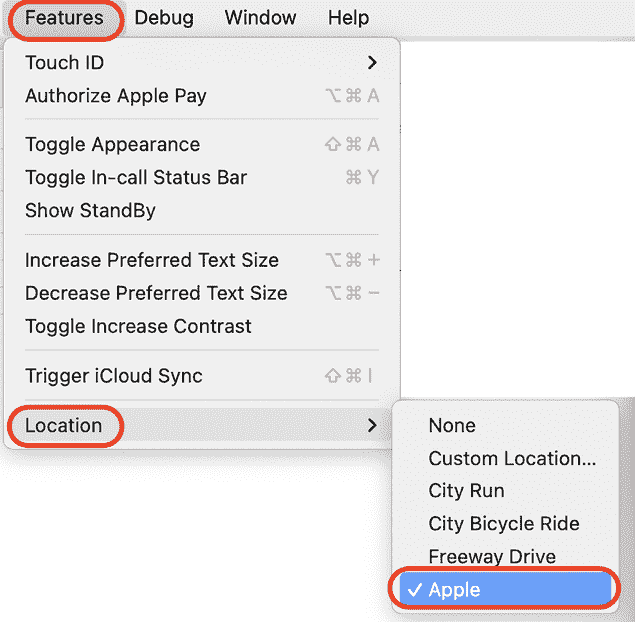 Features Debug Window Help
Touch ID
Authorize Apple Pay ⌥⌘A
Toggle Appearance ⇧⌘A
Toggle In-call Status Bar ⌘Y
Show StandBy
Increase Preferred Text Size ⌥⌘+
Decrease Preferred Text Size ⌥⌘−
Toggle Increase Contrast
Trigger iCloud Sync ⇧⌘I
Location
None
Custom Location...
City Run
City Bicycle Ride
Freeway Drive
✓ Apple